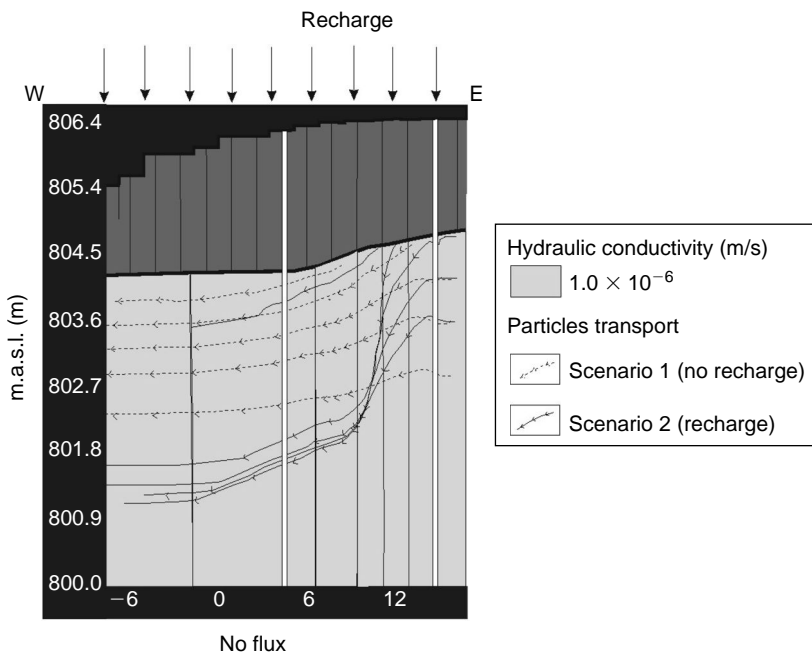 Recharge
W
E
806.4
805.4
804.5
803.6
802.7
801.8
800.9
800.0
m.a.s.l. (m)
−6 0 6 12
No flux
Hydraulic conductivity (m/s)
1.0 × 10⁻⁶
Particles transport
Scenario 1 (no recharge)
Scenario 2 (recharge)